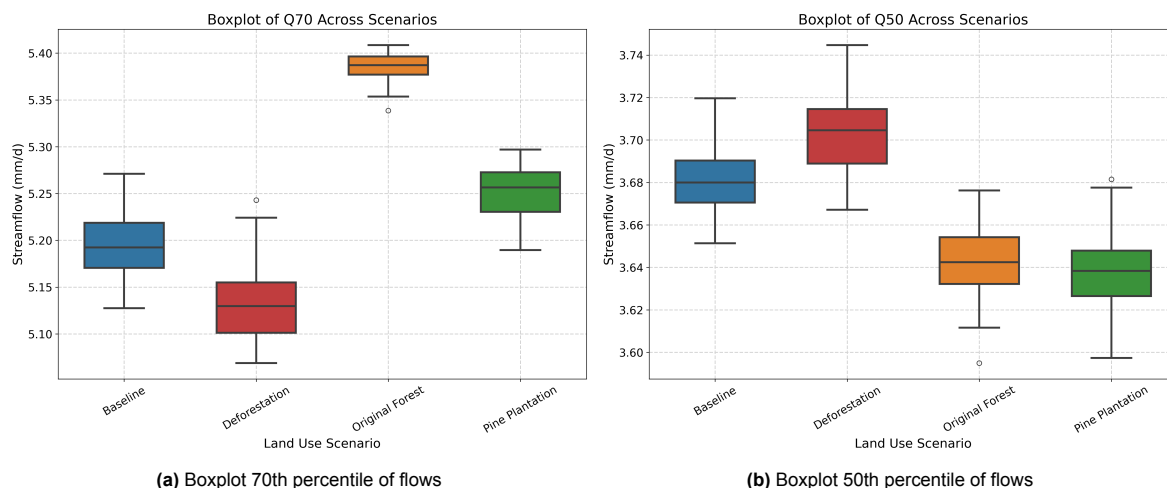 Boxplot of Q70 Across Scenarios
5.40
5.35
5.30
5.25
5.20
5.15
5.10
Streamflow (mm/d)
Baseline
Deforestation
Original Forest
Pine Plantation
Land Use Scenario
(a) Boxplot 70th percentile of flows
Boxplot of Q50 Across Scenarios
3.74
3.72
3.70
3.68
3.66
3.64
3.62
3.60
Streamflow (mm/d)
Baseline
Deforestation
Original Forest
Pine Plantation
Land Use Scenario
(b) Boxplot 50th percentile of flows